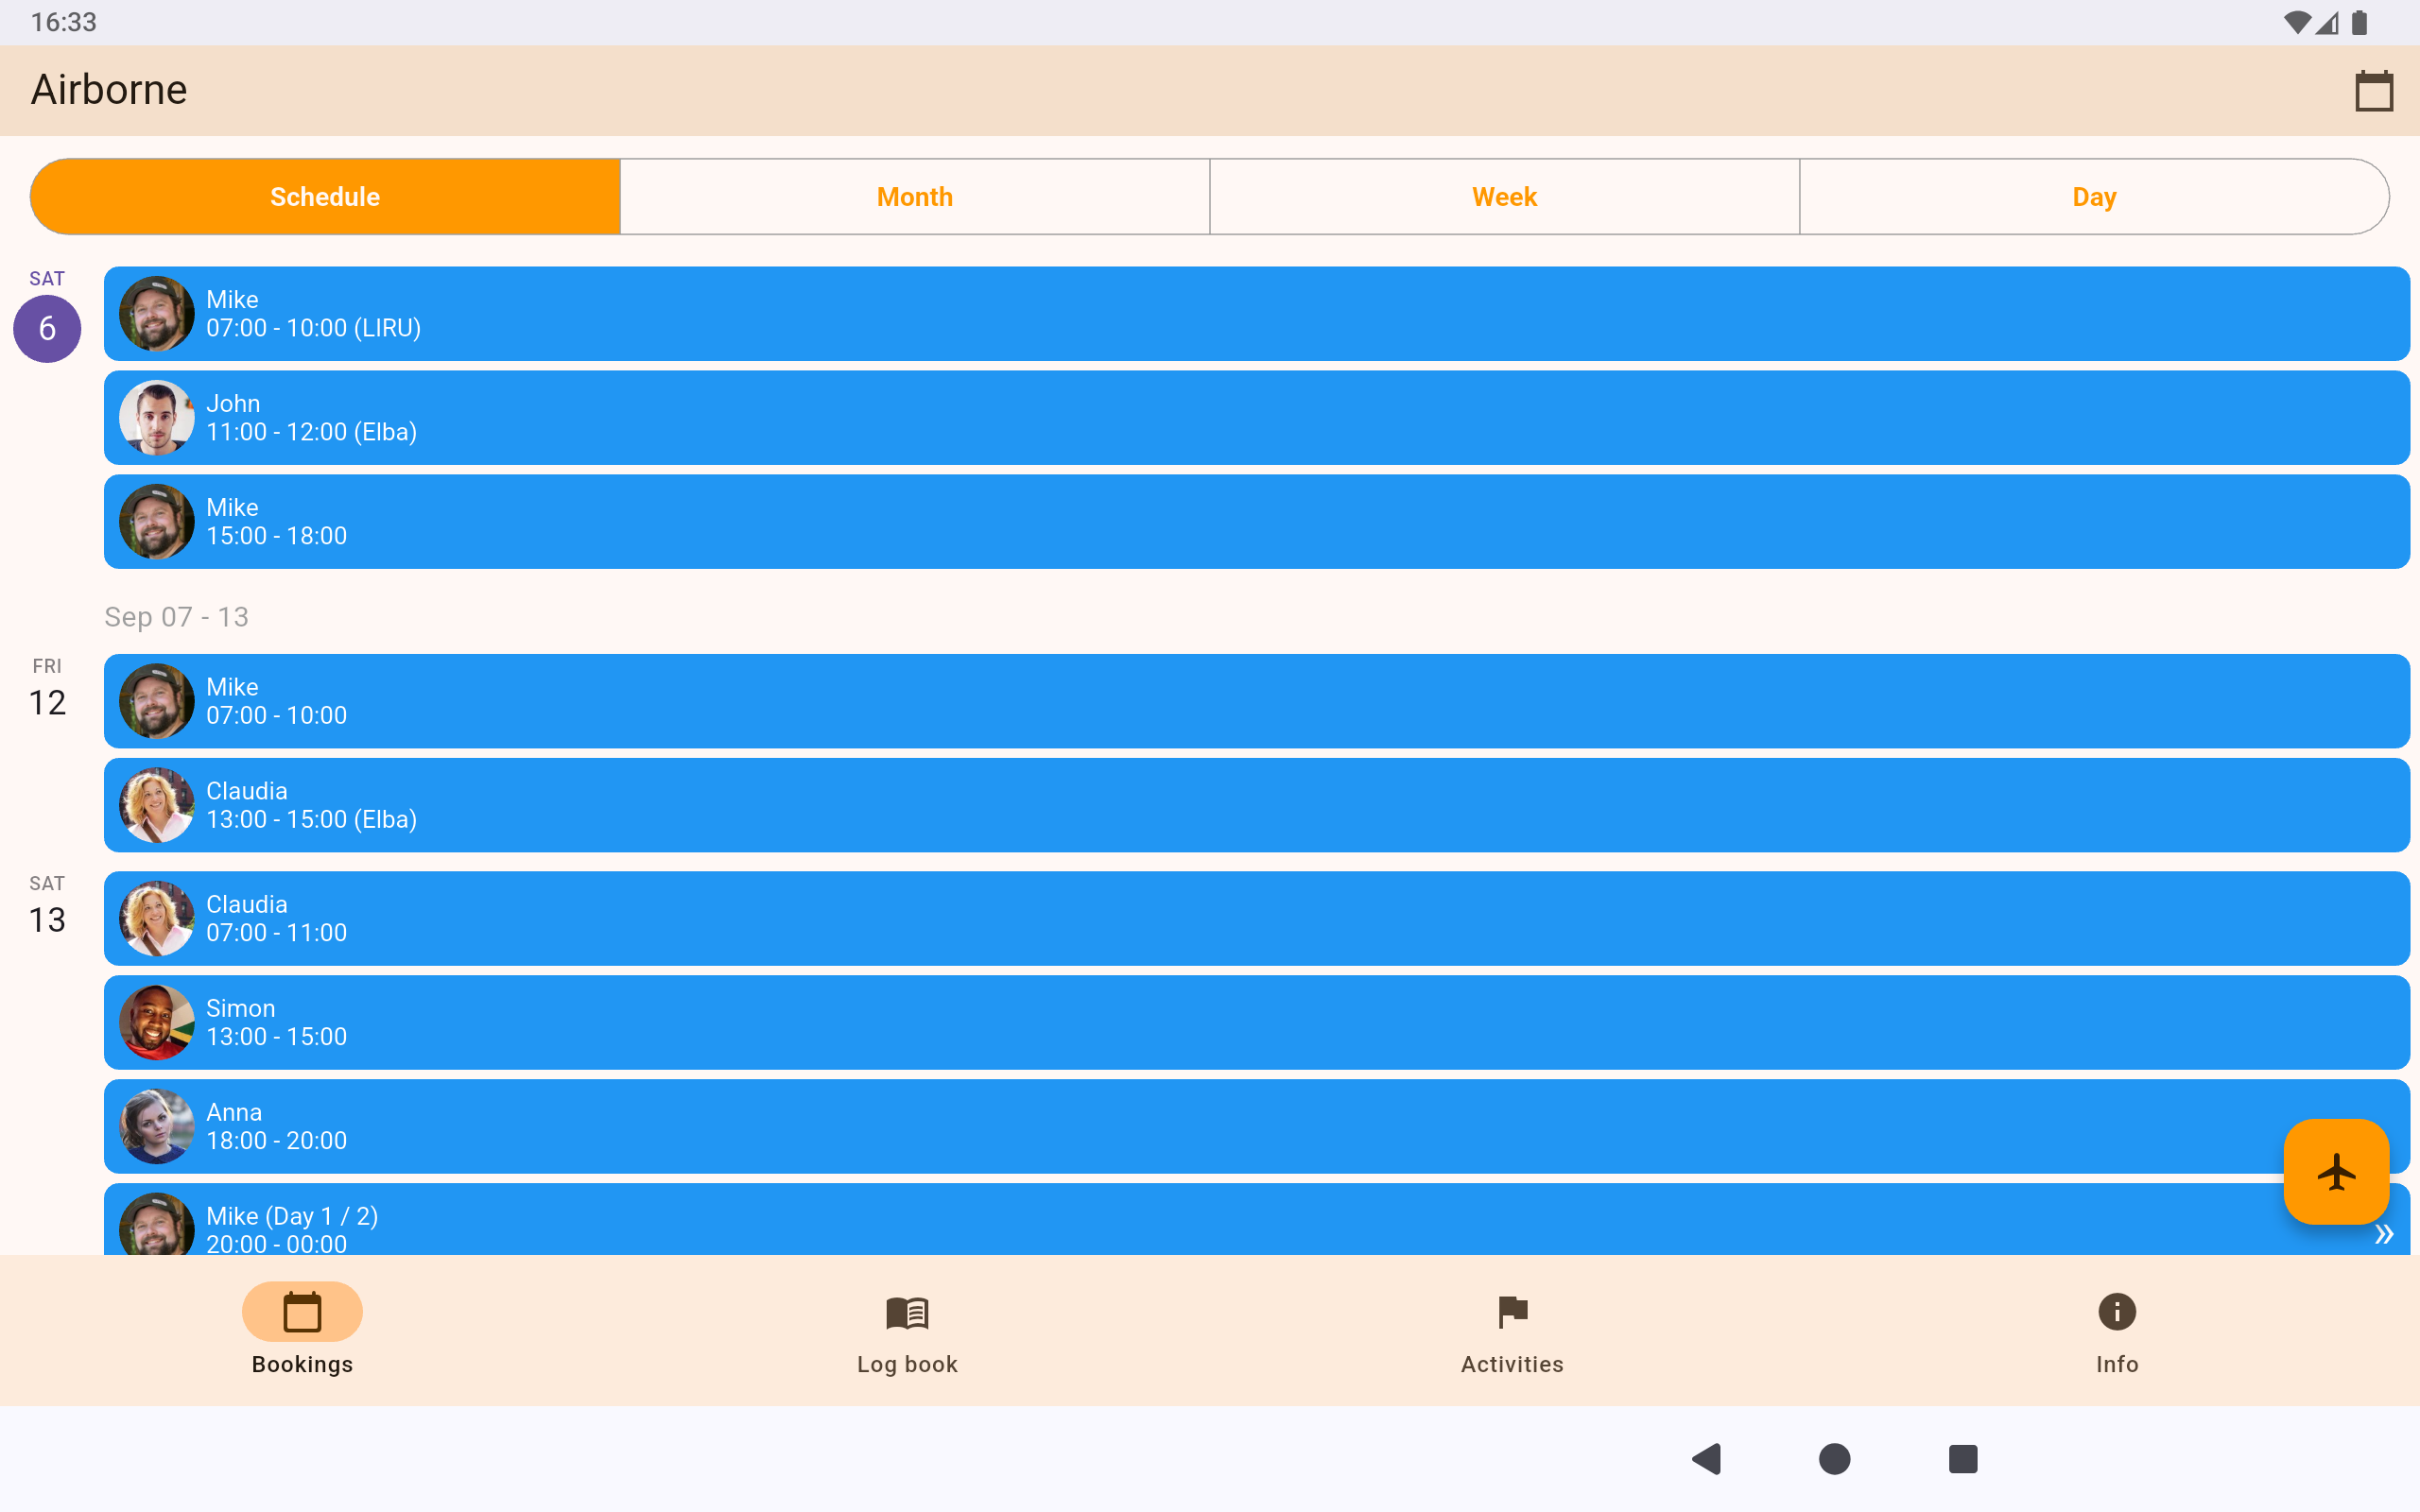 16:33
Airborne
Schedule
Month
Week
Day
SAT
6
Mike
07:00 - 10:00 (LIRU)
John
11:00 - 12:00 (Elba)
Mike
15:00 - 18:00
Sep 07 - 13
FRI
12
Mike
07:00 - 10:00
Claudia
13:00 - 15:00 (Elba)
SAT
13
Claudia
07:00 - 11:00
Simon
13:00 - 15:00
Anna
18:00 - 20:00
Mike (Day 1 / 2)
20:00 - 00:00
Bookings
Log book
Activities
Info